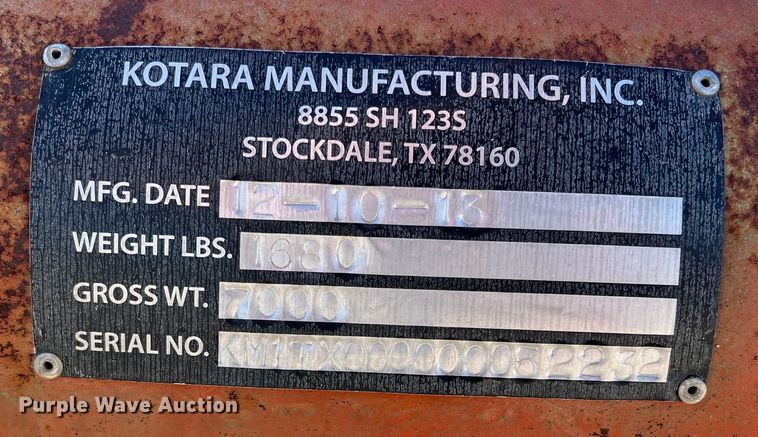 KOTARA MANUFACTURING, INC.
8855 SH 123S
STOCKDALE, TX 78160
MFG. DATE 12-10-13
WEIGHT LBS. 1680
GROSS WT. 7000
SERIAL NO.
Purple Wave Auction